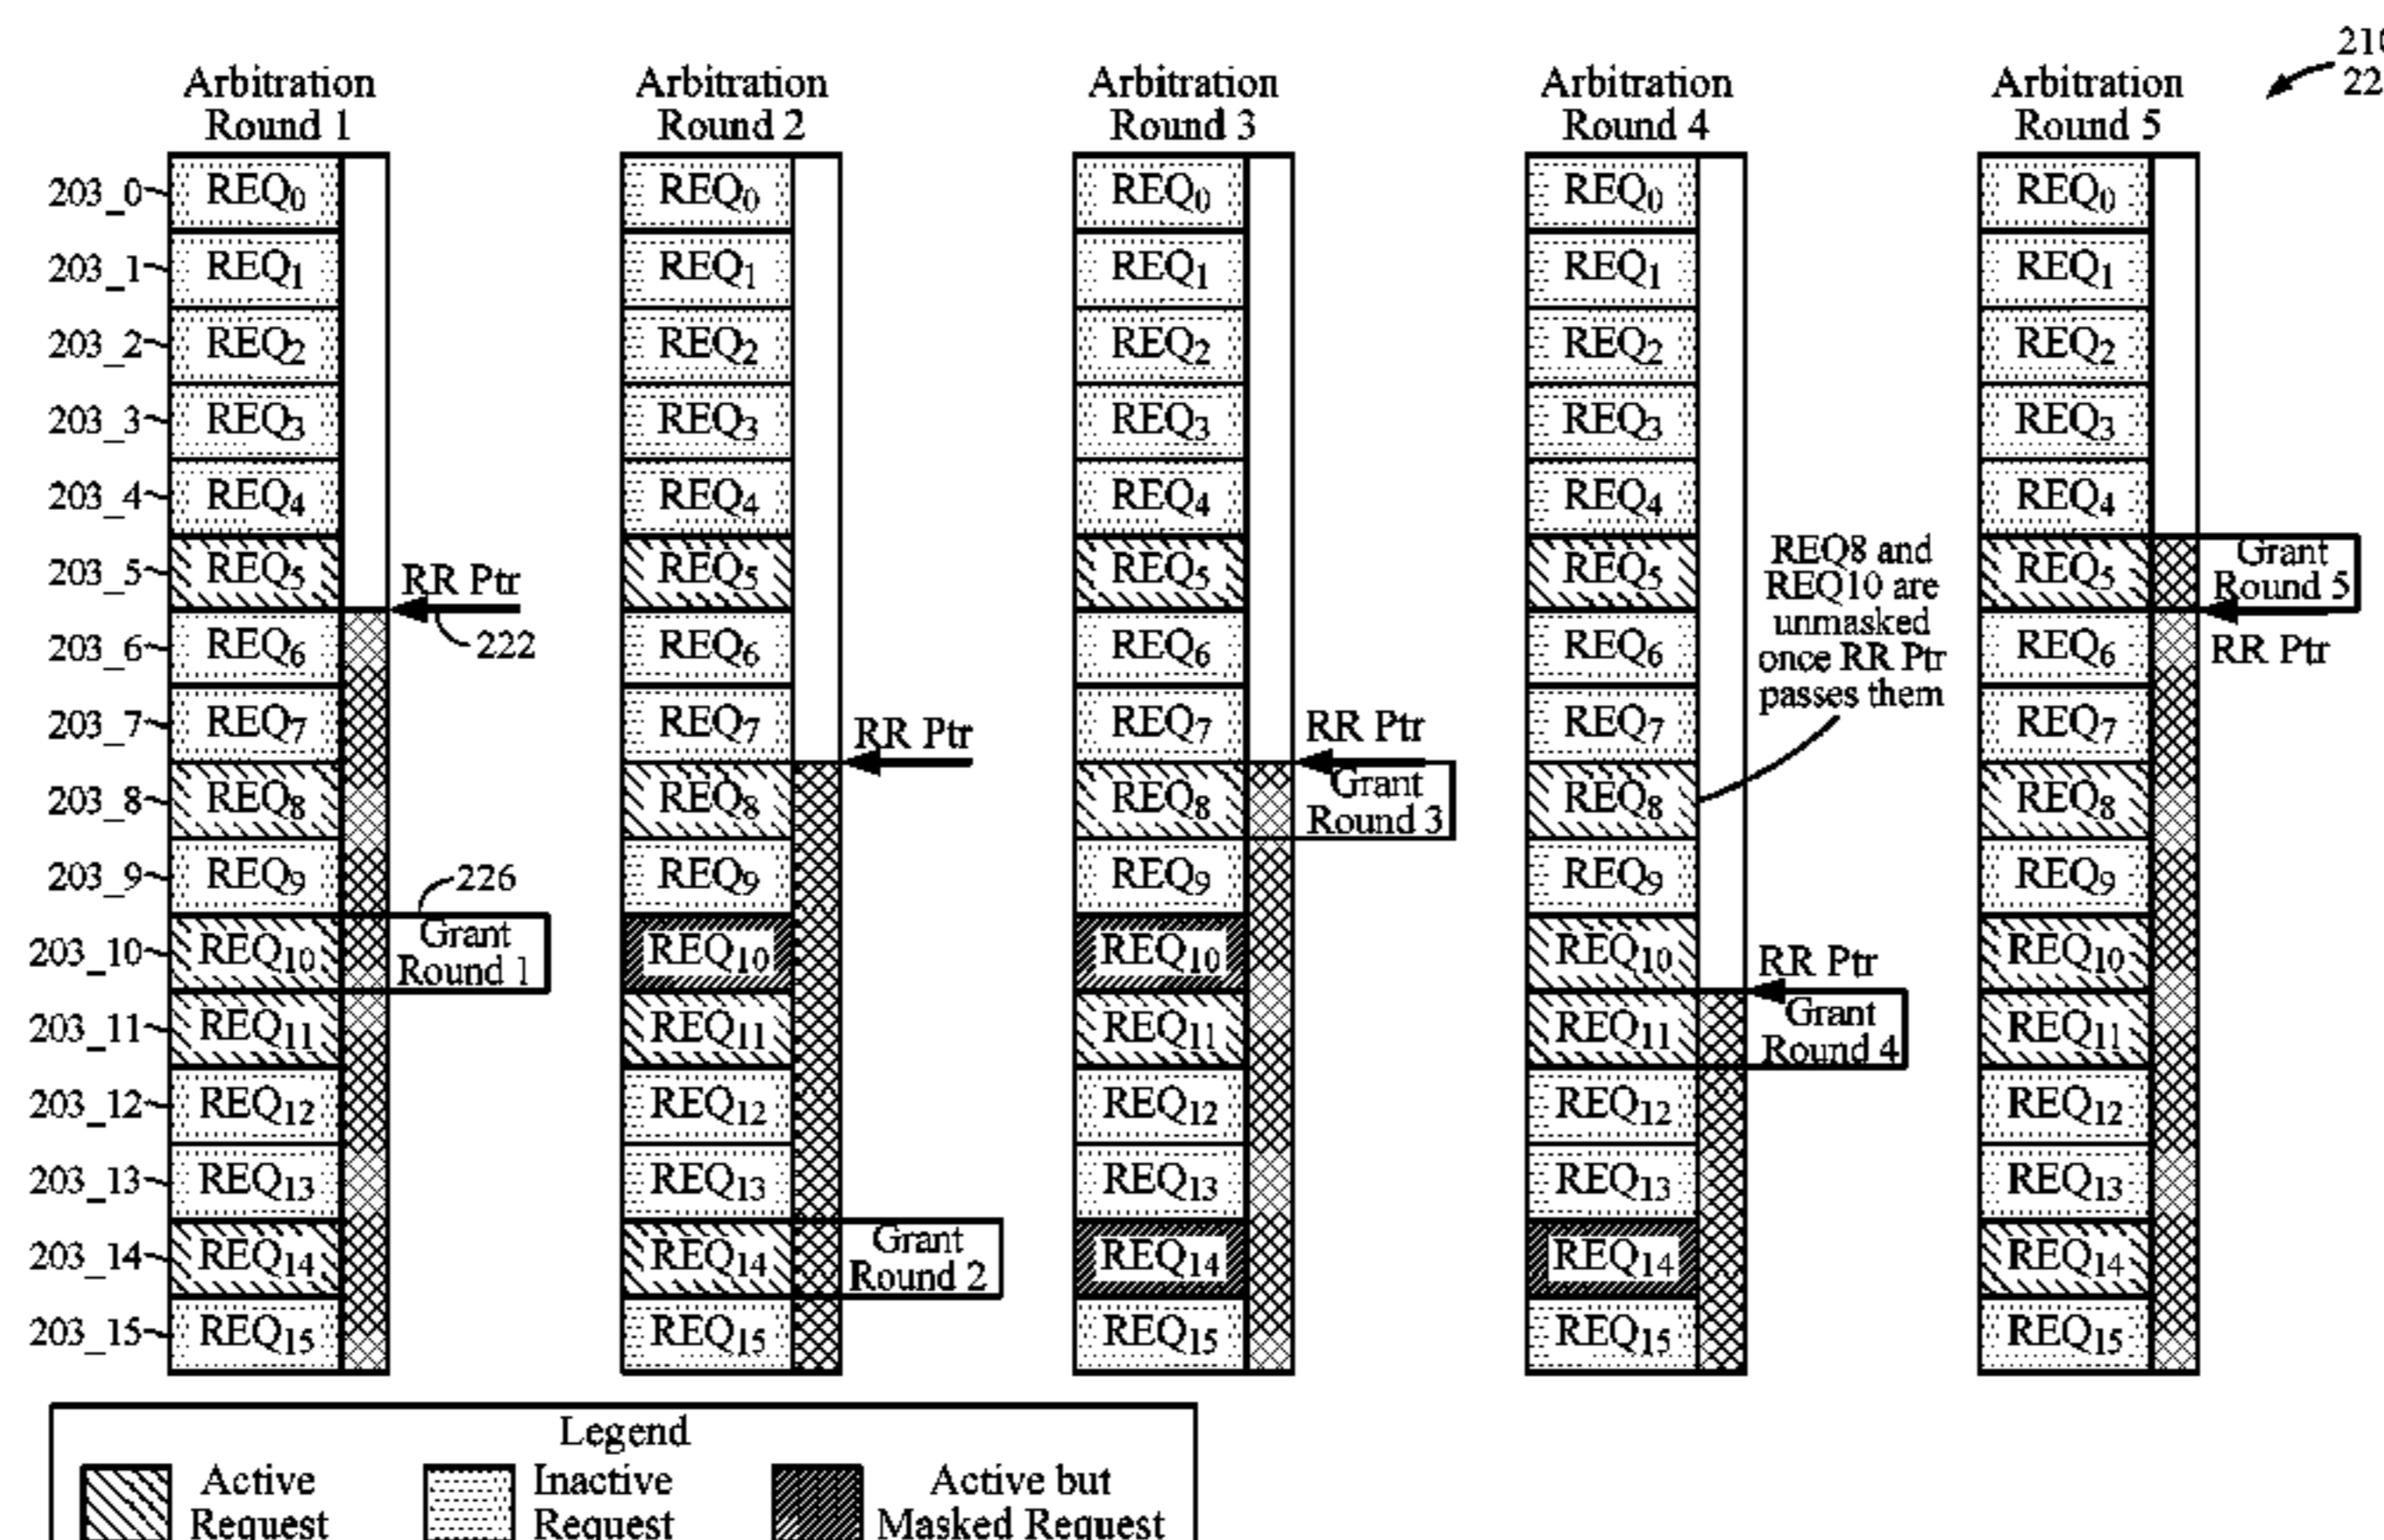 210
22
Arbitration
Round 1
Arbitration
Round 2
Arbitration
Round 3
Arbitration
Round 4
Arbitration
Round 5
203_0 REQ0 REQ0 REQ0 REQ0 REQ0
203_1 REQ1 REQ1 REQ1 REQ1 REQ1
203_2 REQ2 REQ2 REQ2 REQ2 REQ2
203_3 REQ3 REQ3 REQ3 REQ3 REQ3
203_4 REQ4 REQ4 REQ4 REQ4 REQ4
203_5 REQ5 REQ5 REQ5 REQ5 REQ5
RR Ptr
222
REQ8 and
REQ10 are
unmasked
once RR Ptr
passes them
Grant
Round 5
RR Ptr
203_6 REQ6 REQ6 REQ6 REQ6 REQ6
203_7 REQ7 REQ7 REQ7 REQ7 REQ7
RR Ptr
RR Ptr
203_8 REQ8 REQ8 REQ8 REQ8 REQ8
Grant
Round 3
203_9 REQ9 REQ9 REQ9 REQ9 REQ9
226
203_10 REQ10 REQ10 REQ10 REQ10 REQ10
Grant
Round 1
RR Ptr
203_11 REQ11 REQ11 REQ11 REQ11 REQ11
Grant
Round 4
203_12 REQ12 REQ12 REQ12 REQ12 REQ12
203_13 REQ13 REQ13 REQ13 REQ13 REQ13
203_14 REQ14 REQ14 REQ14 REQ14 REQ14
Grant
Round 2
203_15 REQ15 REQ15 REQ15 REQ15 REQ15
Legend
Active
Request
Inactive
Request
Active but
Masked Request